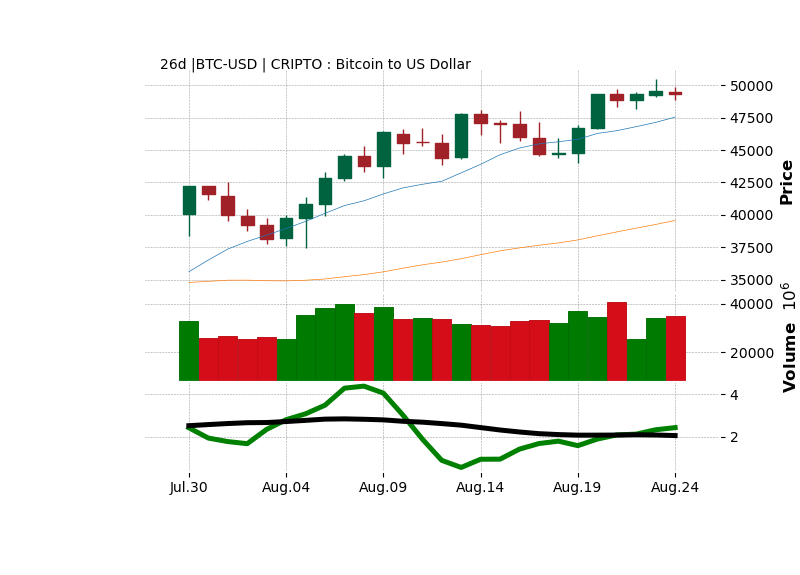 26d |BTC-USD | CRIPTO : Bitcoin to US Dollar
50000
47500
45000
42500
40000
37500
35000
Price
40000
20000
Volume 10^6
4
2
Jul.30 Aug.04 Aug.09 Aug.14 Aug.19 Aug.24